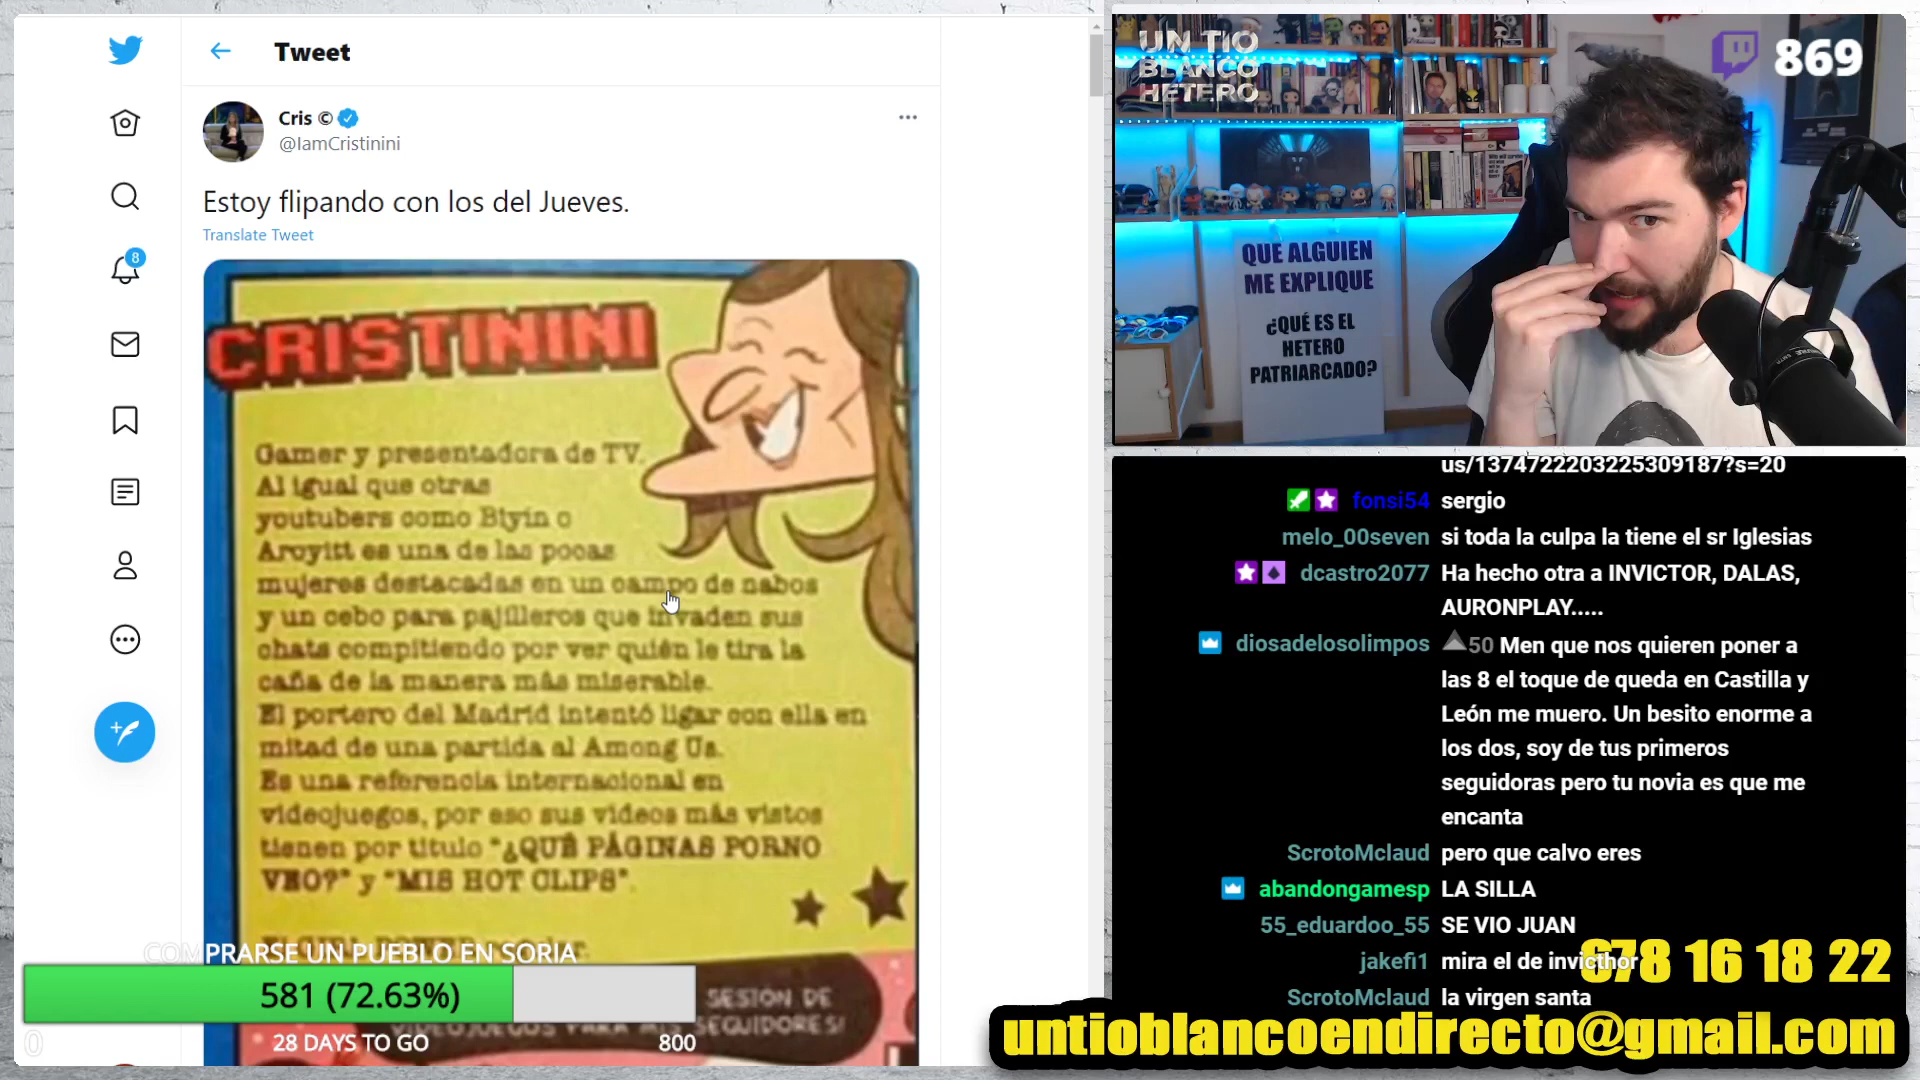 Tweet
Cris ©
@IamCristinini
Estoy flipando con los del Jueves.
Translate Tweet
8
CRISTININI
Gamer y presentadora de TV.
Al igual que otras
youtubers como Biyin o
Aroyitt es una de las pocas
mujeres destacadas en un campo de nabos
y un cebo para pajilleros que invaden sus
chats compitiendo por ver quién le tira la
caña de la manera más miserable.
El portero del Madrid intentó ligar con ella en
mitad de una partida al Among Us.
Es una referencia internacional en
videojuegos, por eso sus videos más vistos
tienen por titulo "¿QUÉ PÁGINAS PORNO
VEO?" y "MIS HOT CLIPS".
COMPRARSE UN PUEBLO EN SORIA
581 (72.63%)
0
28 DAYS TO GO
800
SESIÓN DE
VIDEOJUEGOS PARA MIS SEGUIDORES!
UN TIO
BLANCO
HETERO
869
QUE ALGUIEN
ME EXPLIQUE
¿QUÉ ES EL
HETERO
PATRIARCADO?
us/1374722203225309187?s=20
fonsi54 sergio
melo_00seven si toda la culpa la tiene el sr Iglesias
dcastro2077 Ha hecho otra a INVICTOR, DALAS,
AURONPLAY.....
diosadelosolimpos 50 Men que nos quieren poner a
las 8 el toque de queda en Castilla y
León me muero. Un besito enorme a
los dos, soy de tus primeros
seguidoras pero tu novia es que me
encanta
ScrotoMclaud pero que calvo eres
abandongamesp LA SILLA
55_eduardoo_55 SE VIO JUAN
jakefi1 mira el de invicthor
678 16 18 22
ScrotoMclaud la virgen santa
untioblancoendirecto@gmail.com